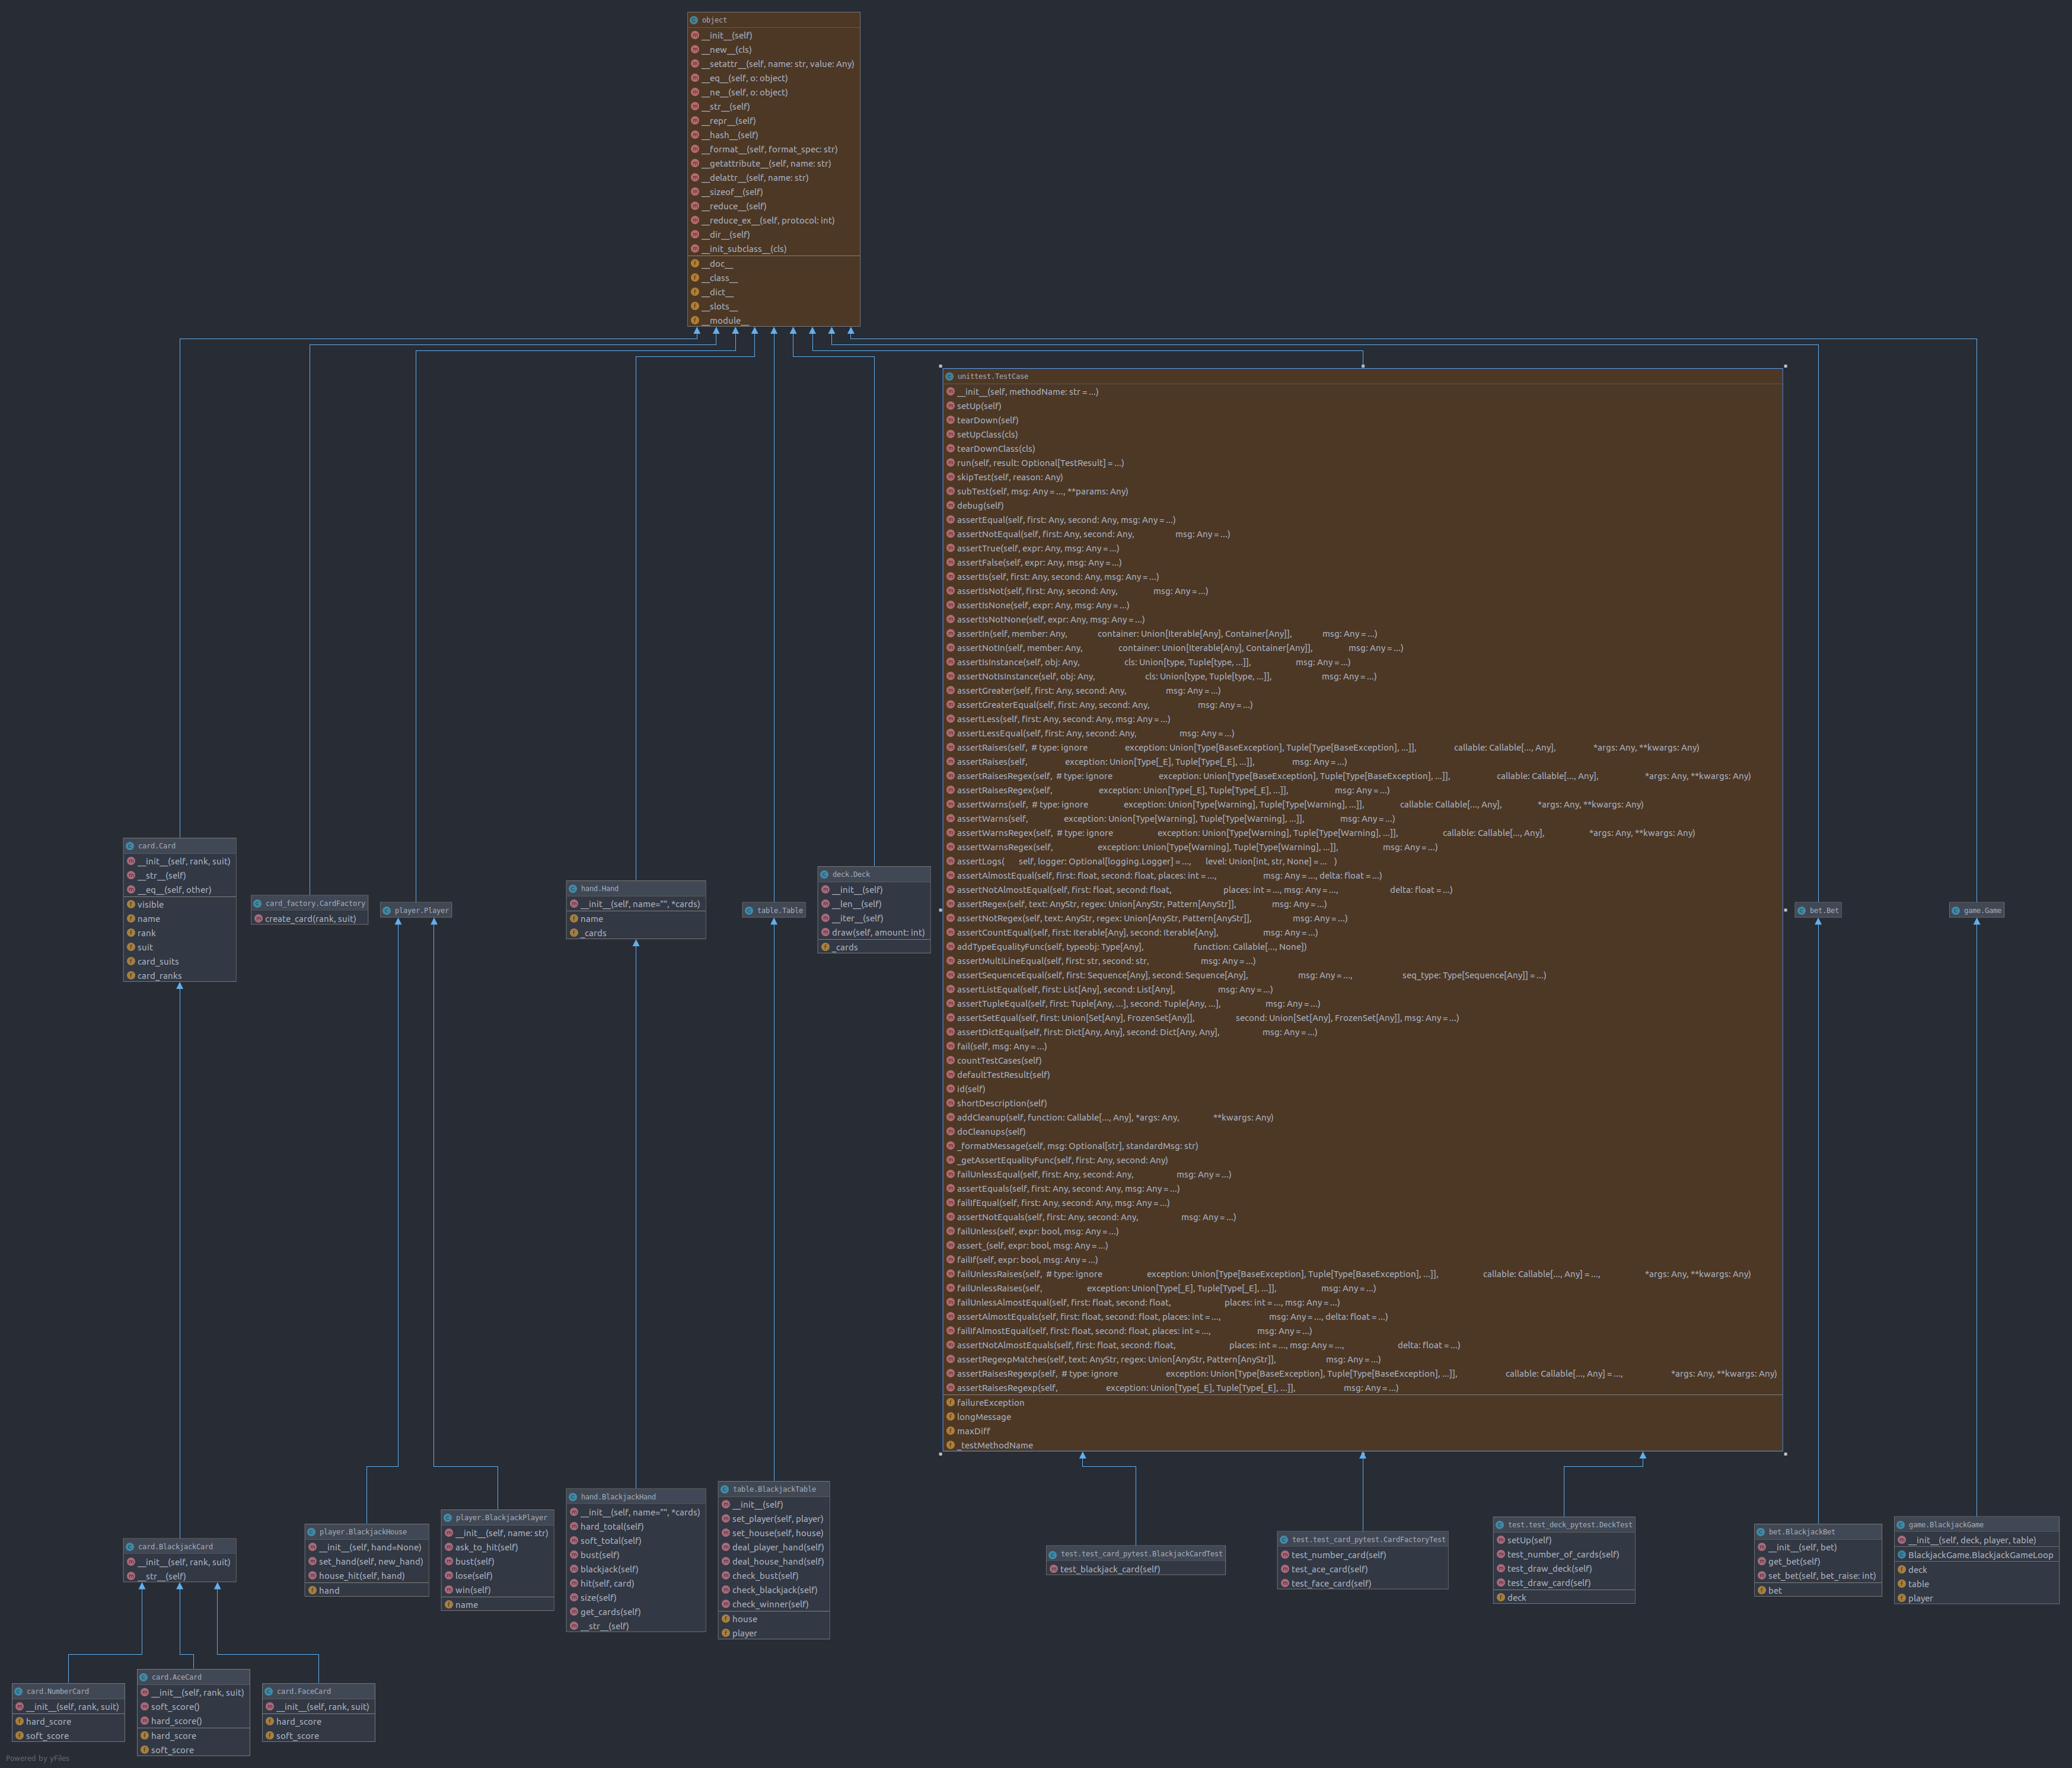 object
__init__(self)
__new__(cls)
__setattr__(self, name: str, value: Any)
__eq__(self, o: object)
__ne__(self, o: object)
__str__(self)
__repr__(self)
__hash__(self)
__format__(self, format_spec: str)
__getattribute__(self, name: str)
__delattr__(self, name: str)
__sizeof__(self)
__reduce__(self)
__reduce_ex__(self, protocol: int)
__dir__(self)
__init_subclass__(cls)
__doc__
__class__
__dict__
__slots__
__module__
unittest.TestCase
__init__(self, methodName: str = ...)
setUp(self)
tearDown(self)
setUpClass(cls)
tearDownClass(cls)
run(self, result: Optional[TestResult] = ...)
skipTest(self, reason: Any)
subTest(self, msg: Any = ..., **params: Any)
debug(self)
assertEqual(self, first: Any, second: Any, msg: Any = ...)
assertNotEqual(self, first: Any, second: Any, msg: Any = ...)
assertTrue(self, expr: Any, msg: Any = ...)
assertFalse(self, expr: Any, msg: Any = ...)
assertIs(self, first: Any, second: Any, msg: Any = ...)
assertIsNot(self, first: Any, second: Any, msg: Any = ...)
assertIsNone(self, expr: Any, msg: Any = ...)
assertIsNotNone(self, expr: Any, msg: Any = ...)
assertIn(self, member: Any, container: Union[Iterable[Any], Container[Any]], msg: Any = ...)
assertNotIn(self, member: Any, container: Union[Iterable[Any], Container[Any]], msg: Any = ...)
assertIsInstance(self, obj: Any, cls: Union[type, Tuple[type, ...]], msg: Any = ...)
assertNotIsInstance(self, obj: Any, cls: Union[type, Tuple[type, ...]], msg: Any = ...)
assertGreater(self, first: Any, second: Any, msg: Any = ...)
assertGreaterEqual(self, first: Any, second: Any, msg: Any = ...)
assertLess(self, first: Any, second: Any, msg: Any = ...)
assertLessEqual(self, first: Any, second: Any, msg: Any = ...)
assertRaises(self, # type: ignore exception: Union[Type[BaseException], Tuple[Type[BaseException], ...]], callable: Callable[..., Any], *args: Any, **kwargs: Any)
assertRaises(self, exception: Union[Type[_E], Tuple[Type[_E], ...]], msg: Any = ...)
assertRaisesRegex(self, # type: ignore exception: Union[Type[BaseException], Tuple[Type[BaseException], ...]], callable: Callable[..., Any], *args: Any, **kwargs: Any)
assertRaisesRegex(self, exception: Union[Type[_E], Tuple[Type[_E], ...]], msg: Any = ...)
assertWarns(self, # type: ignore exception: Union[Type[Warning], Tuple[Type[Warning], ...]], callable: Callable[..., Any], *args: Any, **kwargs: Any)
assertWarns(self, exception: Union[Type[Warning], Tuple[Type[Warning], ...]], msg: Any = ...)
assertWarnsRegex(self, # type: ignore exception: Union[Type[Warning], Tuple[Type[Warning], ...]], callable: Callable[..., Any], *args: Any, **kwargs: Any)
assertWarnsRegex(self, exception: Union[Type[Warning], Tuple[Type[Warning], ...]], msg: Any = ...)
assertLogs( self, logger: Optional[logging.Logger] = ..., level: Union[int, str, None] = ... )
assertAlmostEqual(self, first: float, second: float, places: int = ..., msg: Any = ..., delta: float = ...)
assertNotAlmostEqual(self, first: float, second: float, places: int = ..., msg: Any = ..., delta: float = ...)
assertRegex(self, text: AnyStr, regex: Union[AnyStr, Pattern[AnyStr]], msg: Any = ...)
assertNotRegex(self, text: AnyStr, regex: Union[AnyStr, Pattern[AnyStr]], msg: Any = ...)
assertCountEqual(self, first: Iterable[Any], second: Iterable[Any], msg: Any = ...)
addTypeEqualityFunc(self, typeobj: Type[Any], function: Callable[..., None])
assertMultiLineEqual(self, first: str, second: str, msg: Any = ...)
assertSequenceEqual(self, first: Sequence[Any], second: Sequence[Any], msg: Any = ..., seq_type: Type[Sequence[Any]] = ...)
assertListEqual(self, first: List[Any], second: List[Any], msg: Any = ...)
assertTupleEqual(self, first: Tuple[Any, ...], second: Tuple[Any, ...], msg: Any = ...)
assertSetEqual(self, first: Union[Set[Any], FrozenSet[Any]], second: Union[Set[Any], FrozenSet[Any]], msg: Any = ...)
assertDictEqual(self, first: Dict[Any, Any], second: Dict[Any, Any], msg: Any = ...)
fail(self, msg: Any = ...)
countTestCases(self)
defaultTestResult(self)
id(self)
shortDescription(self)
addCleanup(self, function: Callable[..., Any], *args: Any, **kwargs: Any)
doCleanups(self)
_formatMessage(self, msg: Optional[str], standardMsg: str)
_getAssertEqualityFunc(self, first: Any, second: Any)
failUnlessEqual(self, first: Any, second: Any, msg: Any = ...)
assertEquals(self, first: Any, second: Any, msg: Any = ...)
failIfEqual(self, first: Any, second: Any, msg: Any = ...)
assertNotEquals(self, first: Any, second: Any, msg: Any = ...)
failUnless(self, expr: bool, msg: Any = ...)
assert_(self, expr: bool, msg: Any = ...)
failIf(self, expr: bool, msg: Any = ...)
failUnlessRaises(self, # type: ignore exception: Union[Type[BaseException], Tuple[Type[BaseException], ...]], callable: Callable[..., Any] = ..., *args: Any, **kwargs: Any)
failUnlessRaises(self, exception: Union[Type[_E], Tuple[Type[_E], ...]], msg: Any = ...)
failUnlessAlmostEqual(self, first: float, second: float, places: int = ..., msg: Any = ...)
assertAlmostEquals(self, first: float, second: float, places: int = ..., msg: Any = ..., delta: float = ...)
failIfAlmostEqual(self, first: float, second: float, places: int = ..., msg: Any = ...)
assertNotAlmostEquals(self, first: float, second: float, places: int = ..., msg: Any = ..., delta: float = ...)
assertRegexpMatches(self, text: AnyStr, regex: Union[AnyStr, Pattern[AnyStr]], msg: Any = ...)
assertRaisesRegexp(self, # type: ignore exception: Union[Type[BaseException], Tuple[Type[BaseException], ...]], callable: Callable[..., Any] = ..., *args: Any, **kwargs: Any)
assertRaisesRegexp(self, exception: Union[Type[_E], Tuple[Type[_E], ...]], msg: Any = ...)
failureException
longMessage
maxDiff
_testMethodName
card.Card
__init__(self, rank, suit)
__str__(self)
__eq__(self, other)
visible
name
rank
suit
card_suits
card_ranks
card_factory.CardFactory
create_card(rank, suit)
player.Player
hand.Hand
__init__(self, name="", *cards)
name
_cards
table.Table
deck.Deck
__init__(self)
__len__(self)
__iter__(self)
draw(self, amount: int)
_cards
bet.Bet
game.Game
card.BlackjackCard
__init__(self, rank, suit)
__str__(self)
player.BlackjackHouse
__init__(self, hand=None)
set_hand(self, new_hand)
house_hit(self, hand)
hand
player.BlackjackPlayer
__init__(self, name: str)
ask_to_hit(self)
bust(self)
lose(self)
win(self)
name
hand.BlackjackHand
__init__(self, name="", *cards)
hard_total(self)
soft_total(self)
bust(self)
blackjack(self)
hit(self, card)
size(self)
get_cards(self)
__str__(self)
table.BlackjackTable
__init__(self)
set_player(self, player)
set_house(self, house)
deal_player_hand(self)
deal_house_hand(self)
check_bust(self)
check_blackjack(self)
check_winner(self)
house
player
test.test_card_pytest.BlackjackCardTest
test_blackjack_card(self)
test.test_card_pytest.CardFactoryTest
test_number_card(self)
test_ace_card(self)
test_face_card(self)
test.test_deck_pytest.DeckTest
setUp(self)
test_number_of_cards(self)
test_draw_deck(self)
test_draw_card(self)
deck
bet.BlackjackBet
__init__(self, bet)
get_bet(self)
set_bet(self, bet_raise: int)
bet
game.BlackjackGame
__init__(self, deck, player, table)
BlackjackGame.BlackjackGameLoop
deck
table
player
card.NumberCard
__init__(self, rank, suit)
hard_score
soft_score
card.AceCard
__init__(self, rank, suit)
soft_score()
hard_score()
hard_score
soft_score
card.FaceCard
__init__(self, rank, suit)
hard_score
soft_score
Powered by yFiles